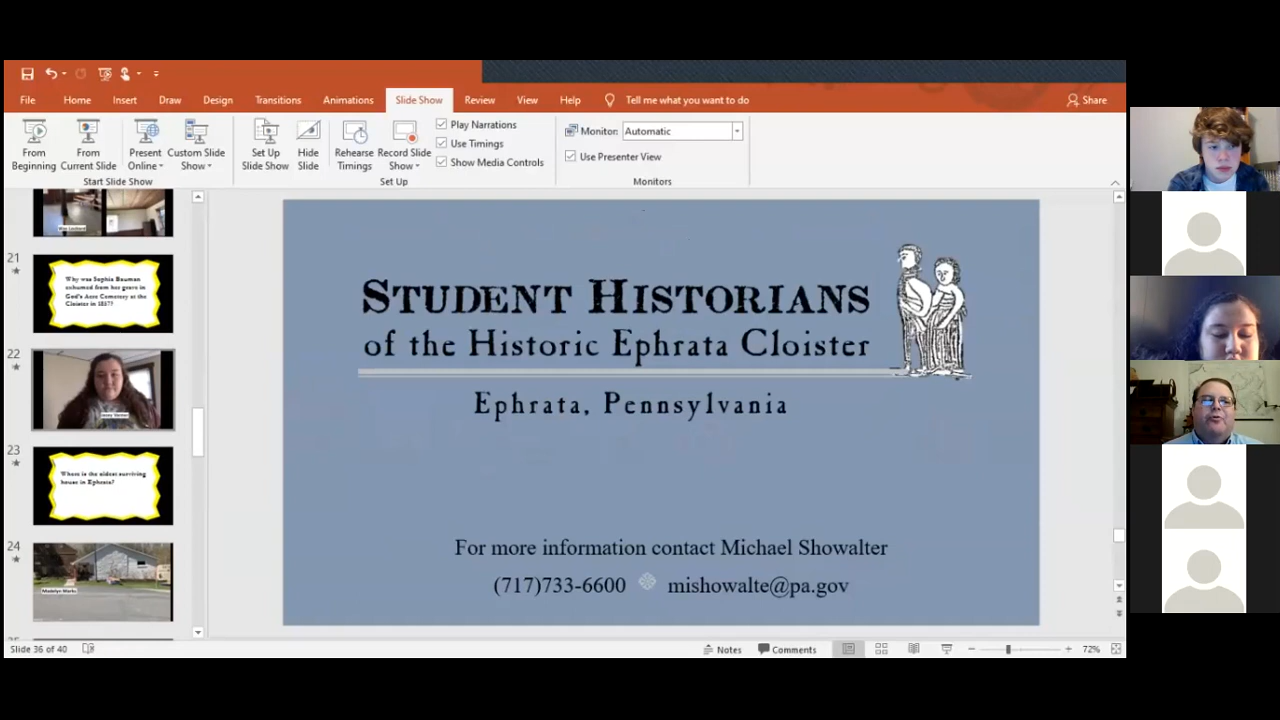 File Home Insert Draw Design Transitions Animations Slide Show Review View Help Tell me what you want to do Share
From Beginning
From Current Slide
Present Online
Custom Slide Show
Start Slide Show
Set Up Slide Show
Hide Slide
Rehearse Timings
Record Slide Show
Play Narrations
Use Timings
Show Media Controls
Set Up
Monitor: Automatic
Use Presenter View
Monitors
21
Why was Sophia Bauman
exhumed from her grave in
God's Acre Cemetery at the
Cloister in 1837?
22
23
Where is the oldest surviving
house in Ephrata?
24
Madelyn Marks
STUDENT HISTORIANS
of the Historic Ephrata Cloister
Ephrata, Pennsylvania
For more information contact Michael Showalter
(717)733-6600 mishowalte@pa.gov
Slide 36 of 40 Notes Comments 72%